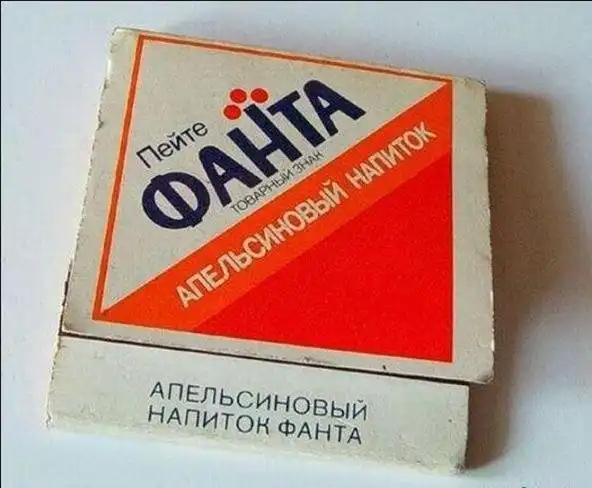 Пейте
ФАНТА
ТОВАРНЫЙ ЗНАК
АПЕЛЬСИНОВЫЙ НАПИТОК
АПЕЛЬСИНОВЫЙ
НАПИТОК ФАНТА